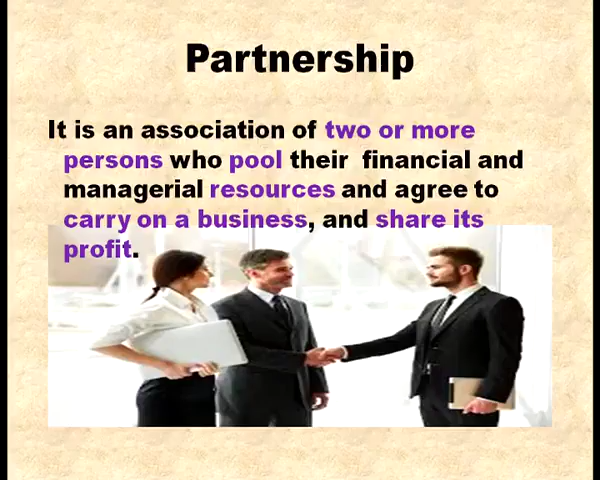 Partnership
It is an association of two or more
persons who pool their financial and
managerial resources and agree to
carry on a business, and share its
profit.